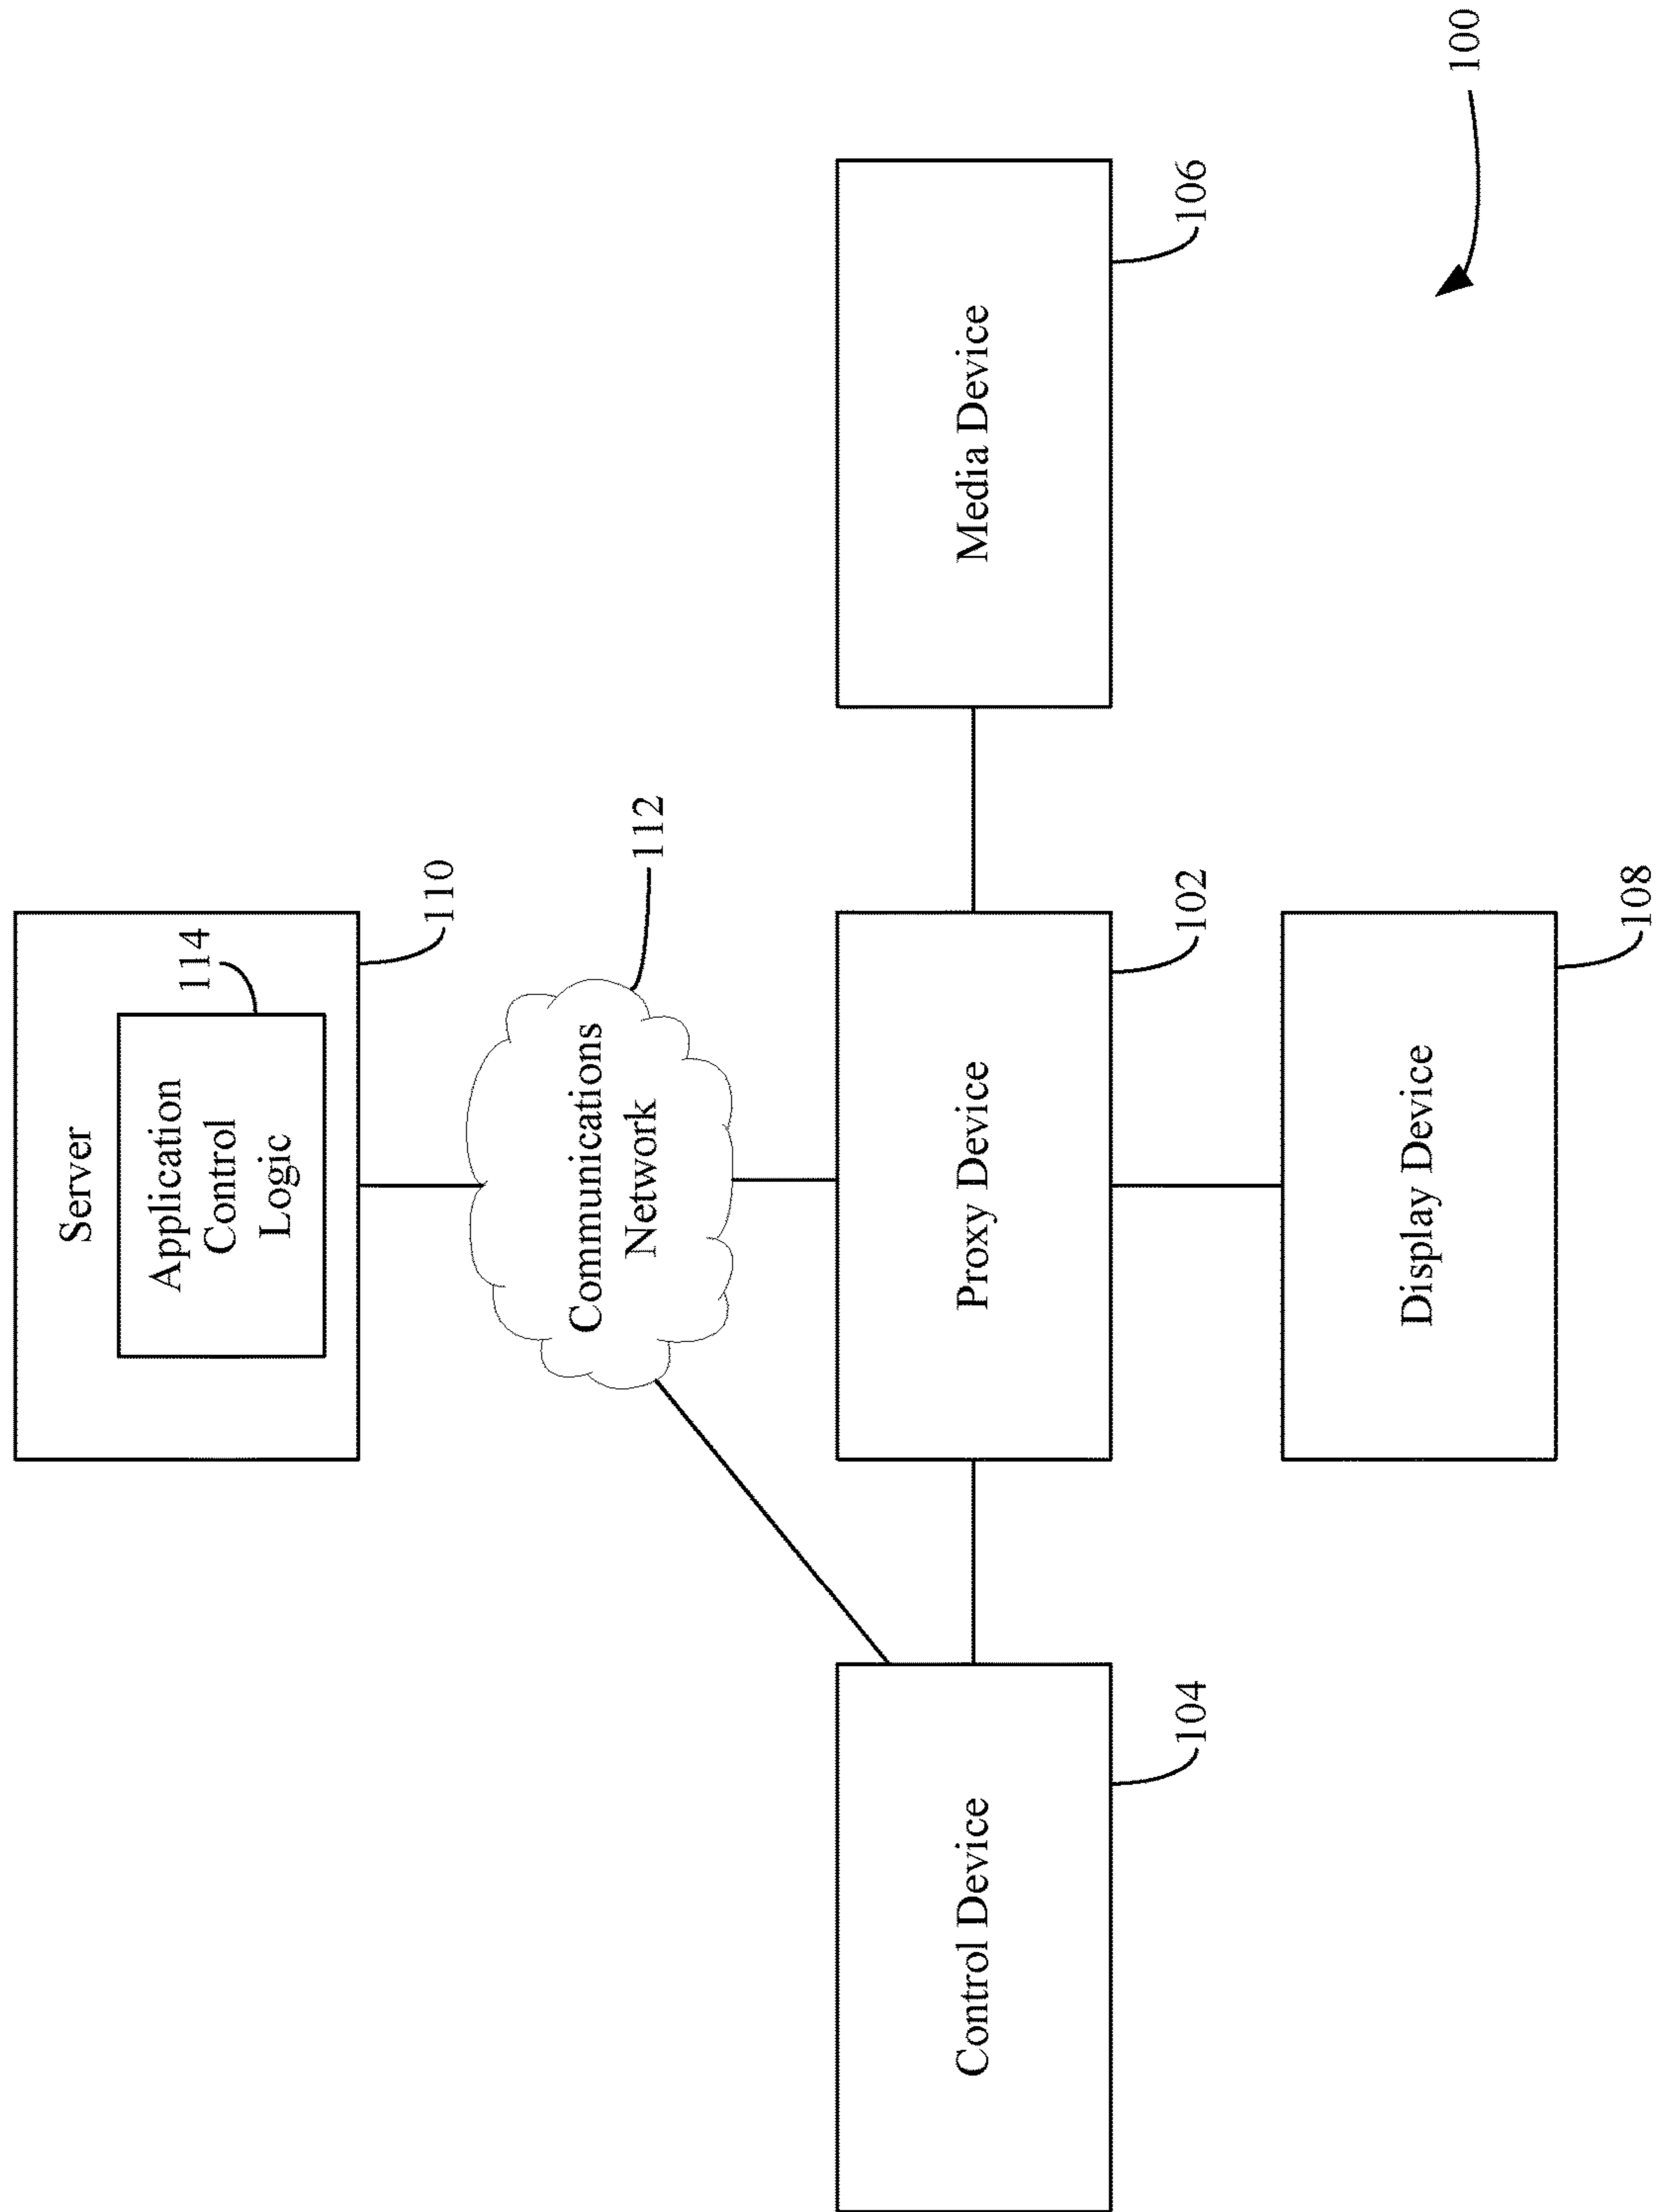 Server
Application
Control
Logic
114
110
Communications
Network
112
Control Device
104
Proxy Device
102
Media Device
106
Display Device
108
100